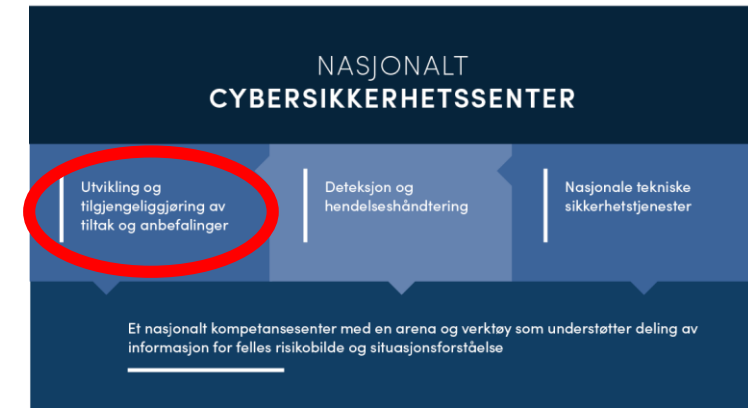 NASJONALT
CYBERSIKKERHETSSENTER
Utvikling og
tilgjengeliggjøring av
tiltak og anbefalinger
Deteksjon og
hendelseshåndtering
Nasjonale tekniske
sikkerhetstjenester
Et nasjonalt kompetansesenter med en arena og verktøy som understøtter deling av
informasjon for felles risikobilde og situasjonsforståelse